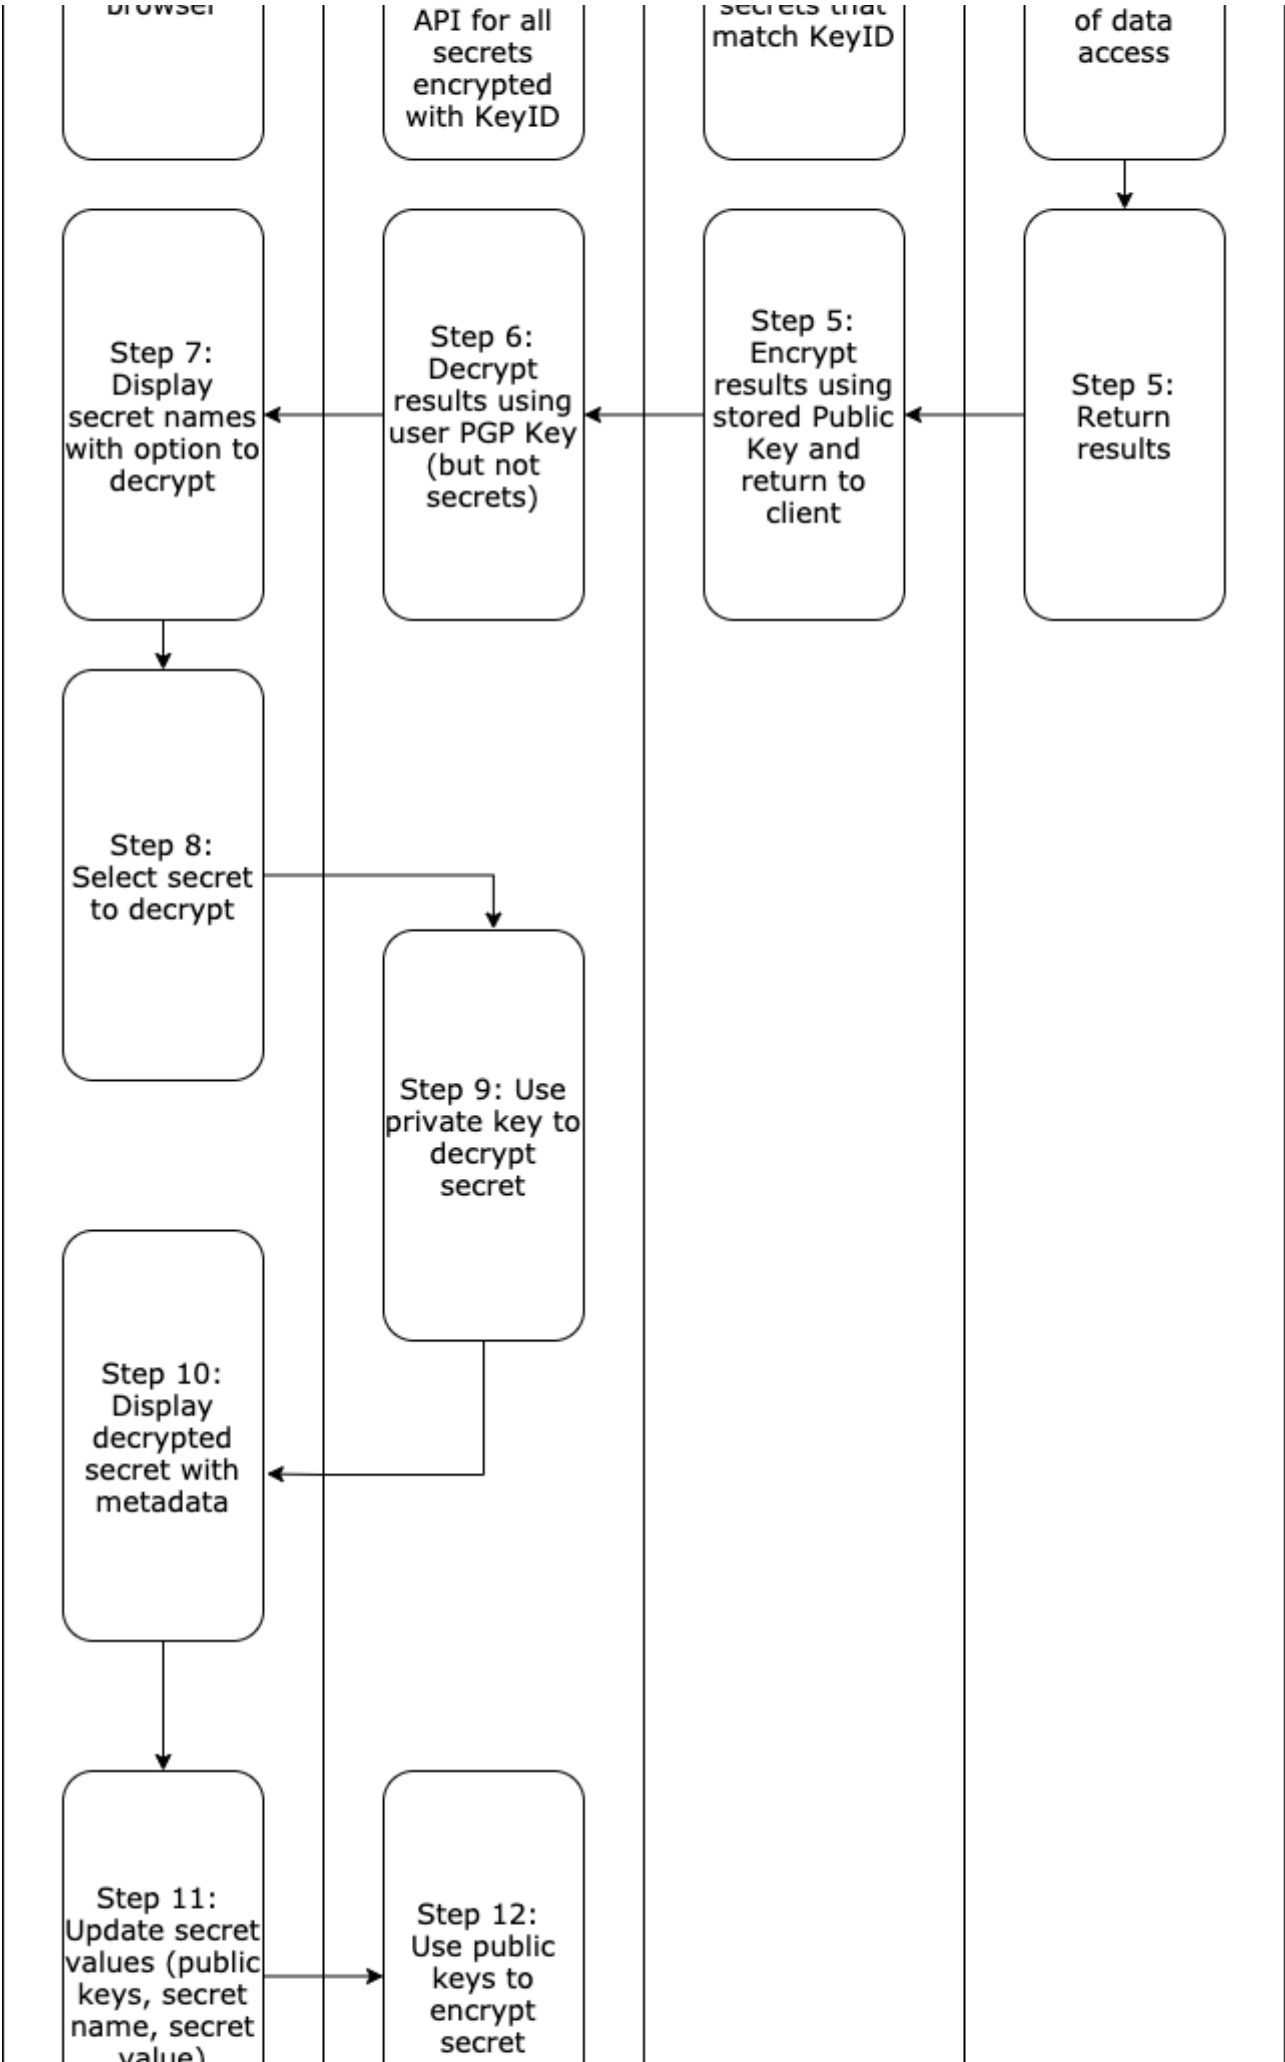 browser
API for all
secrets
encrypted
with KeyID
secrets that
match KeyID
of data
access
Step 7:
Display
secret names
with option to
decrypt
Step 6:
Decrypt
results using
user PGP Key
(but not
secrets)
Step 5:
Encrypt
results using
stored Public
Key and
return to
client
Step 5:
Return
results
Step 8:
Select secret
to decrypt
Step 9: Use
private key to
decrypt
secret
Step 10:
Display
decrypted
secret with
metadata
Step 11:
Update secret
values (public
keys, secret
name, secret
value)
Step 12:
Use public
keys to
encrypt
secret